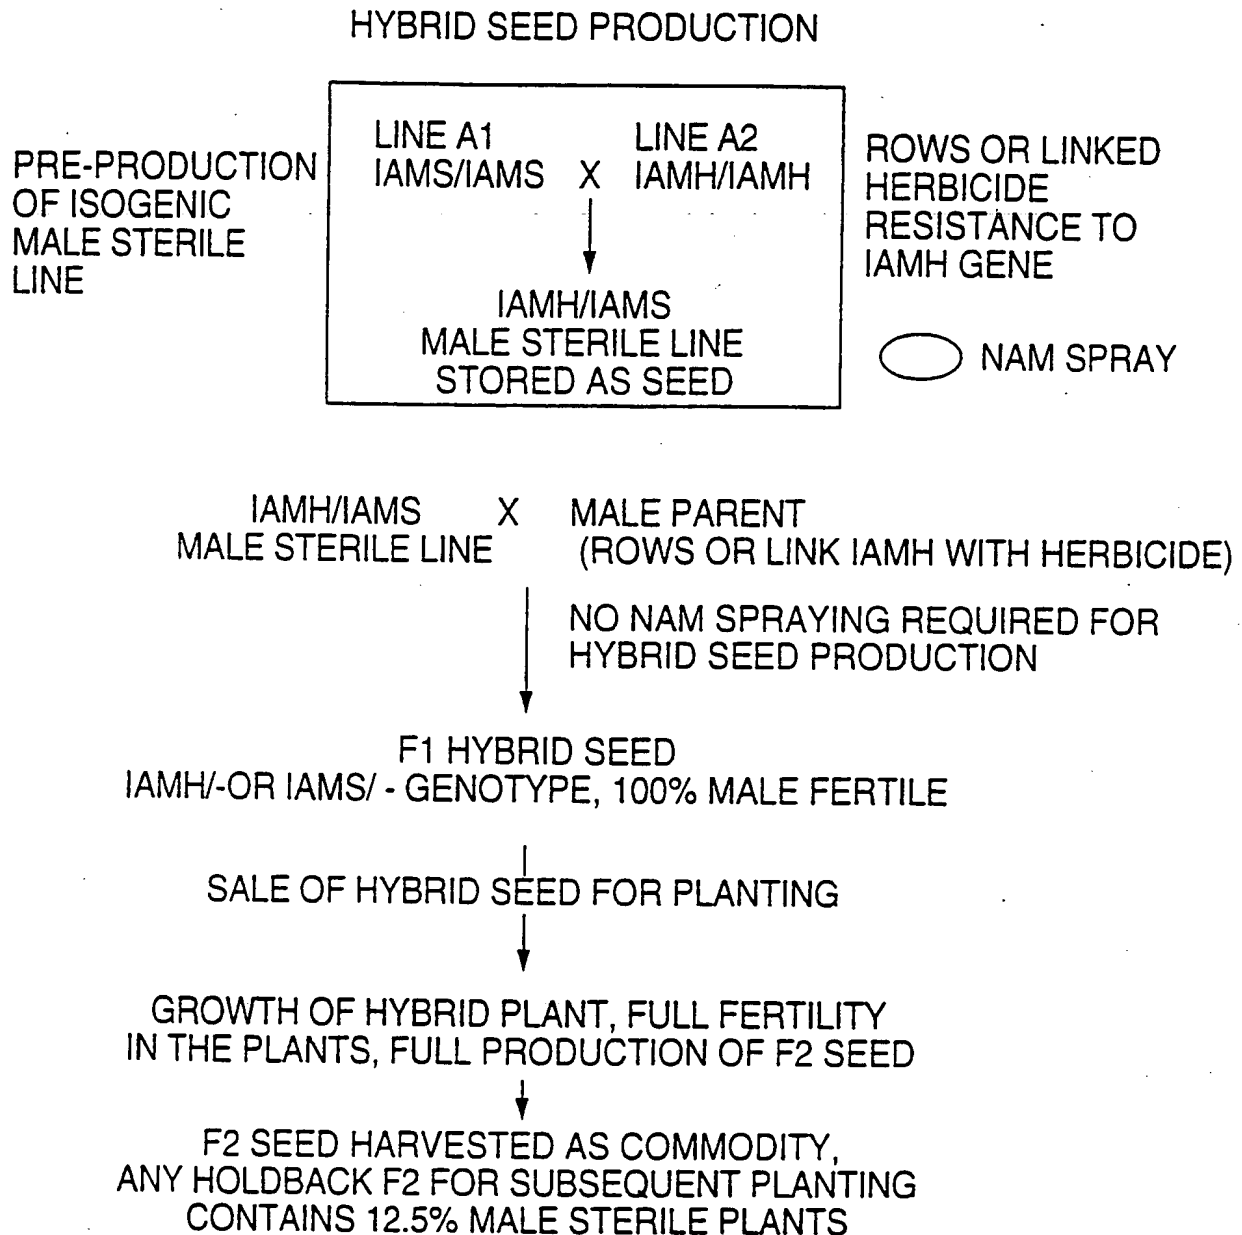 HYBRID SEED PRODUCTION
PRE-PRODUCTION
OF ISOGENIC
MALE STERILE
LINE
LINE A1
IAMS/IAMS X
LINE A2
IAMH/IAMH
IAMH/IAMS
MALE STERILE LINE
STORED AS SEED
ROWS OR LINKED
HERBICIDE
RESISTANCE TO
IAMH GENE
NAM SPRAY
IAMH/IAMS X MALE PARENT
MALE STERILE LINE (ROWS OR LINK IAMH WITH HERBICIDE)
NO NAM SPRAYING REQUIRED FOR
HYBRID SEED PRODUCTION
F1 HYBRID SEED
IAMH/-OR IAMS/ - GENOTYPE, 100% MALE FERTILE
SALE OF HYBRID SEED FOR PLANTING
GROWTH OF HYBRID PLANT, FULL FERTILITY
IN THE PLANTS, FULL PRODUCTION OF F2 SEED
F2 SEED HARVESTED AS COMMODITY,
ANY HOLDBACK F2 FOR SUBSEQUENT PLANTING
CONTAINS 12.5% MALE STERILE PLANTS